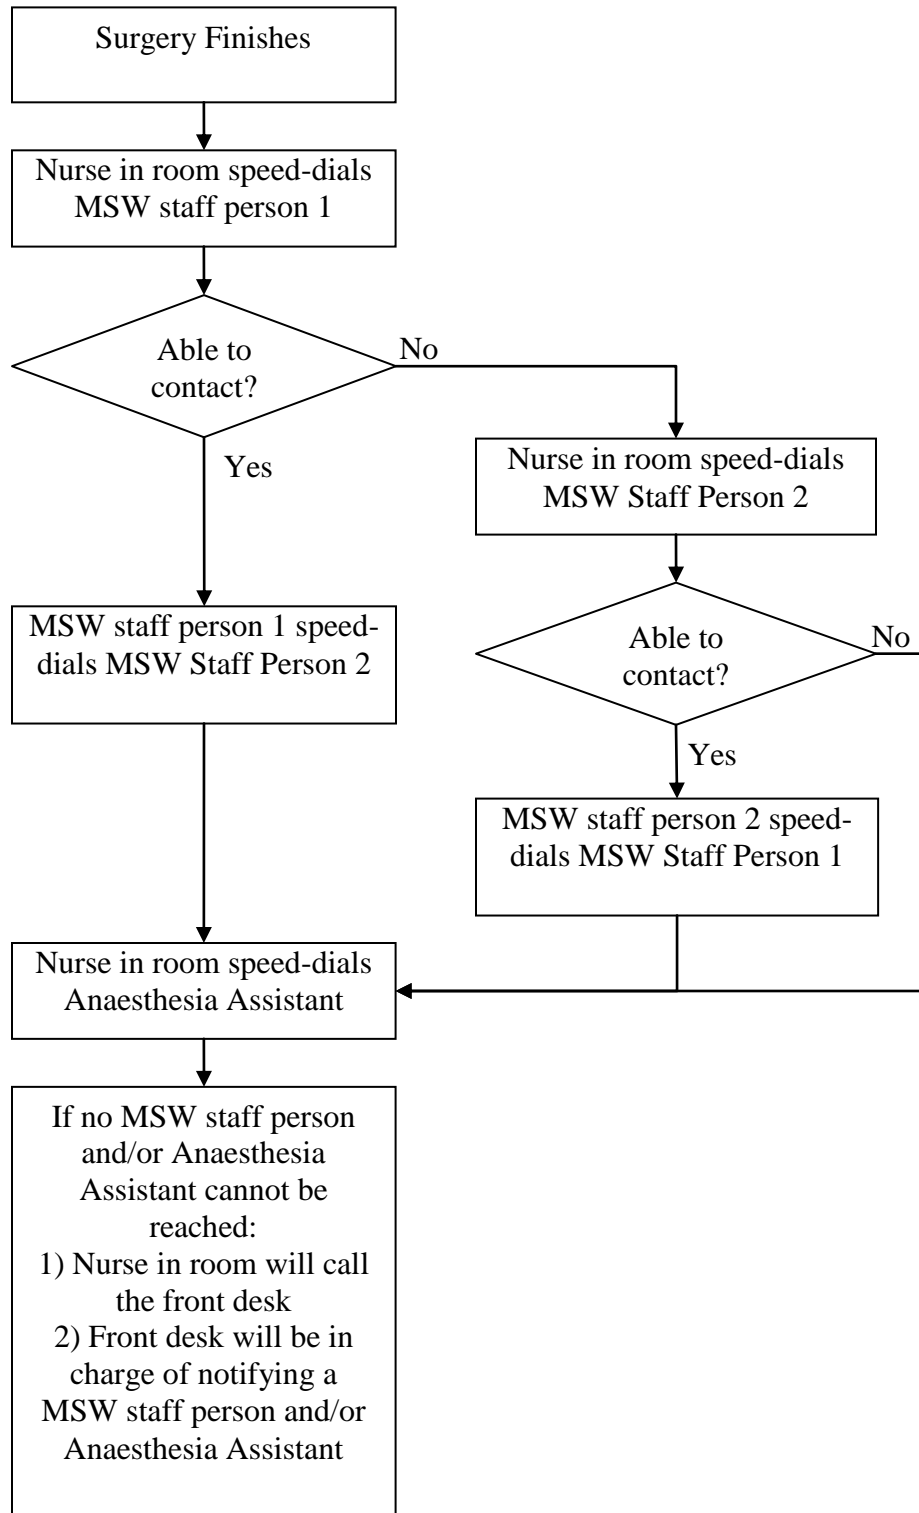 Surgery Finishes
Nurse in room speed-dials
MSW staff person 1
Able to
contact?
No
Yes
Nurse in room speed-dials
MSW Staff Person 2
MSW staff person 1 speed-
dials MSW Staff Person 2
Able to
contact?
No
Yes
MSW staff person 2 speed-
dials MSW Staff Person 1
Nurse in room speed-dials
Anaesthesia Assistant
If no MSW staff person
and/or Anaesthesia
Assistant cannot be
reached:
1) Nurse in room will call
the front desk
2) Front desk will be in
charge of notifying a
MSW staff person and/or
Anaesthesia Assistant